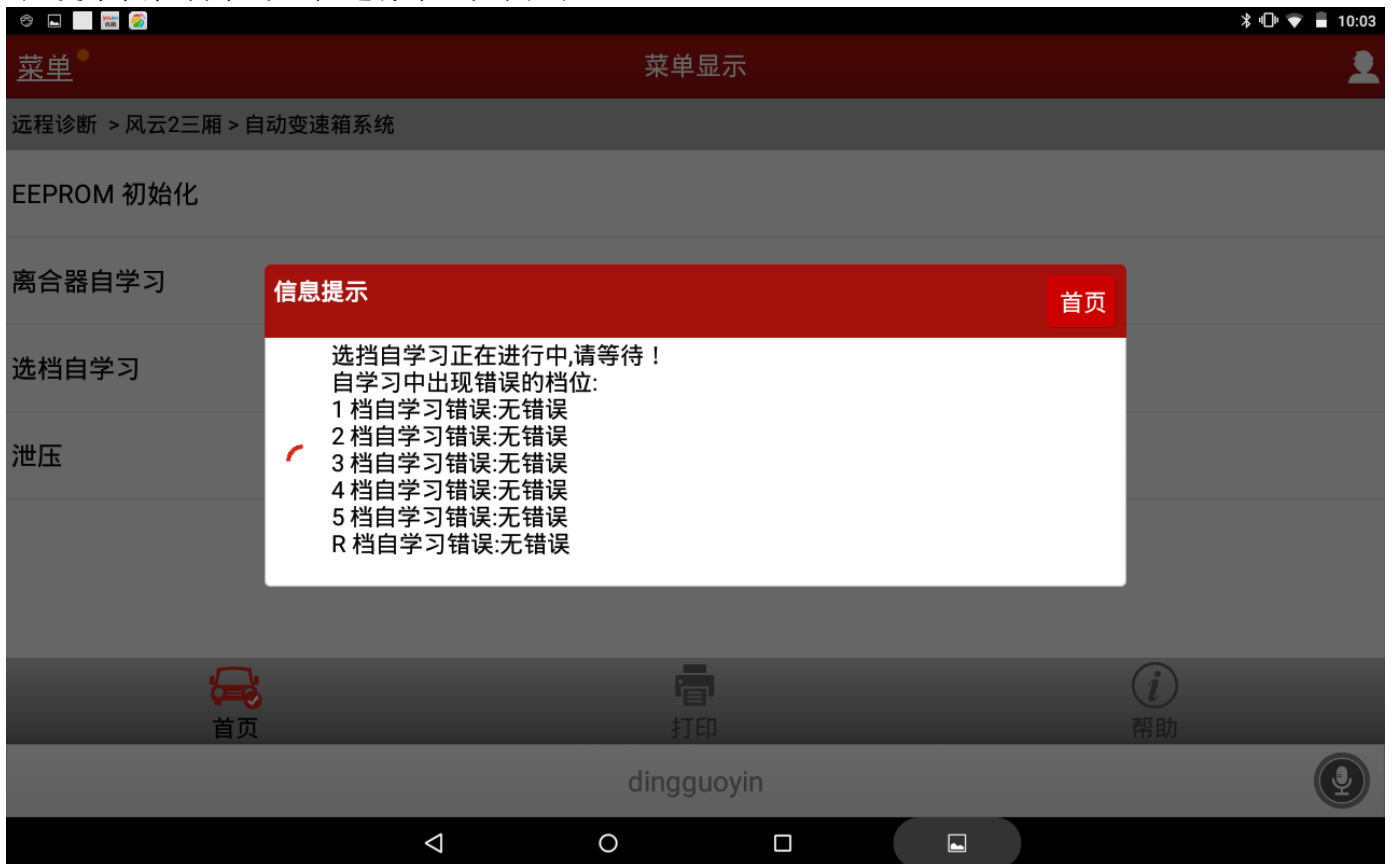 10:03
菜单
菜单显示
远程诊断 > 风云2三厢 > 自动变速箱系统
EEPROM 初始化
离合器自学习
选档自学习
泄压
信息提示
首页
选挡自学习正在进行中,请等待！
自学习中出现错误的档位:
1 档自学习错误:无错误
2 档自学习错误:无错误
3 档自学习错误:无错误
4 档自学习错误:无错误
5 档自学习错误:无错误
R 档自学习错误:无错误
首页
打印
帮助
dingguoyin